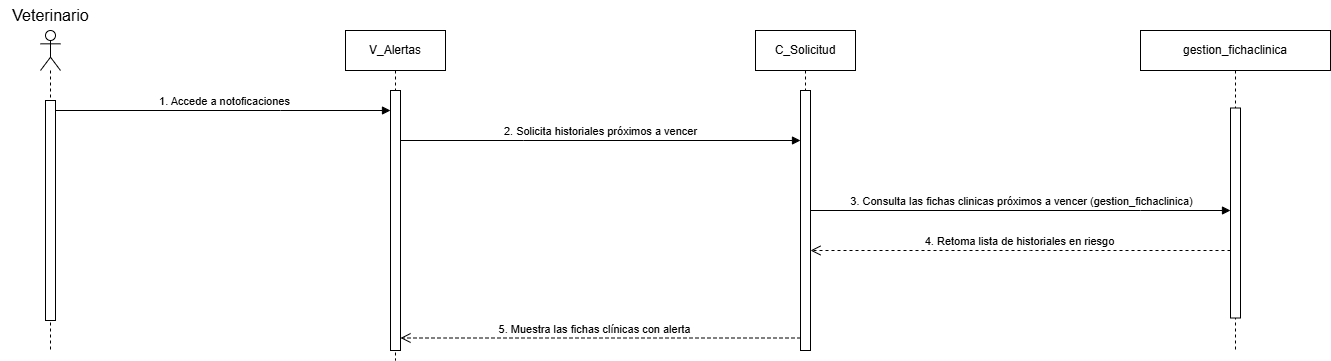 Veterinario
V_Alertas
C_Solicitud
gestion_fichaclinica
1. Accede a notoficaciones
2. Solicita historiales próximos a vencer
3. Consulta las fichas clinicas próximos a vencer (gestion_fichaclinica)
4. Retoma lista de historiales en riesgo
5. Muestra las fichas clínicas con alerta